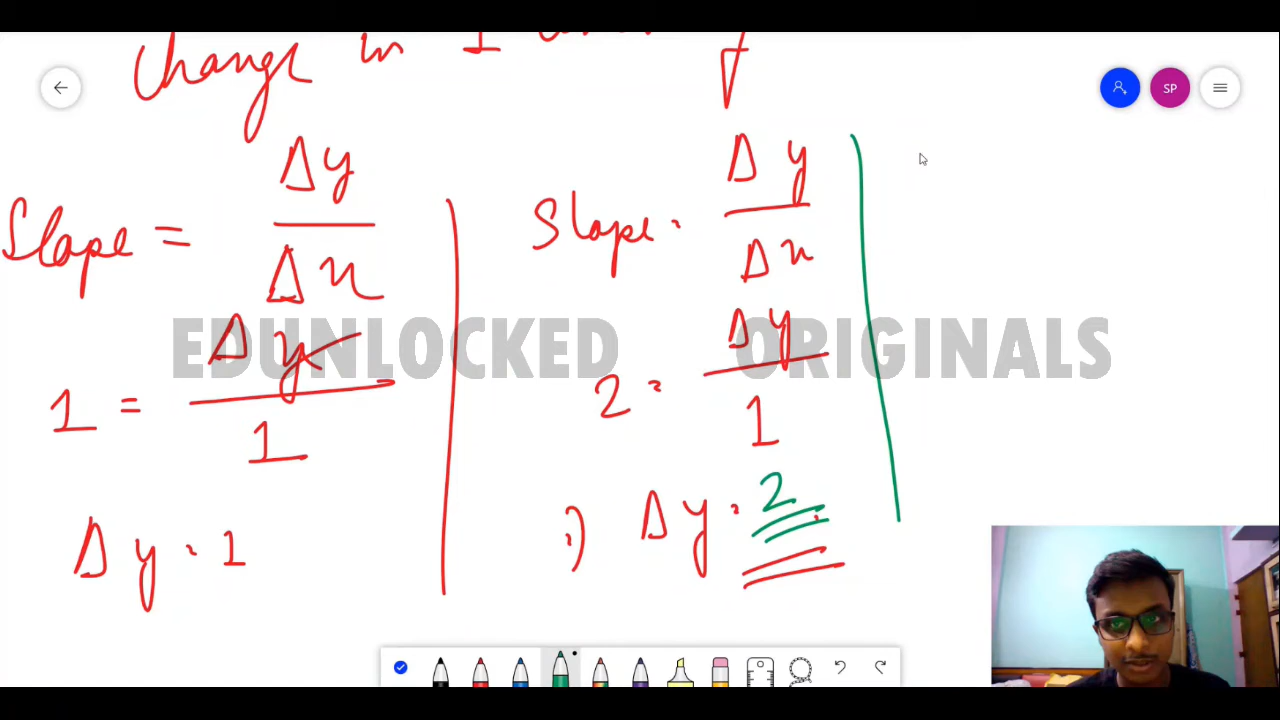 Change in 1
Slope = Δy / Δx
1 = Δy / 1
Δy = 1
Slope = Δy / Δx
2 = Δy / 1
Δy = 2
EDUNLOCKED ORIGINALS
SP